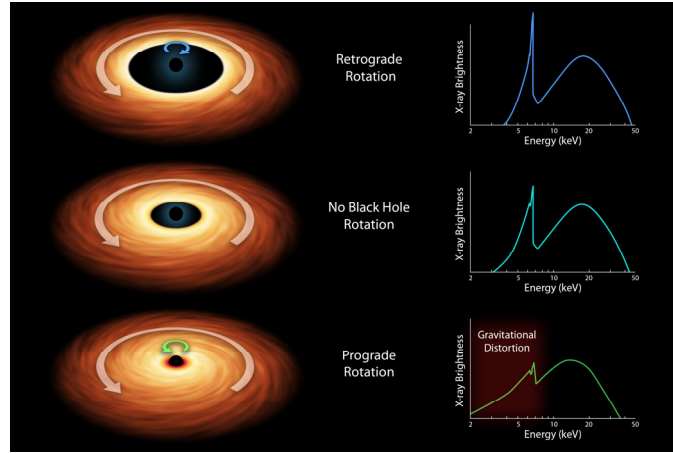 Retrograde
Rotation
X-ray Brightness
2 5 10 20 50
Energy (keV)
No Black Hole
Rotation
X-ray Brightness
2 5 10 20 50
Energy (keV)
Prograde
Rotation
Gravitational
Distortion
X-ray Brightness
2 5 10 20 50
Energy (keV)